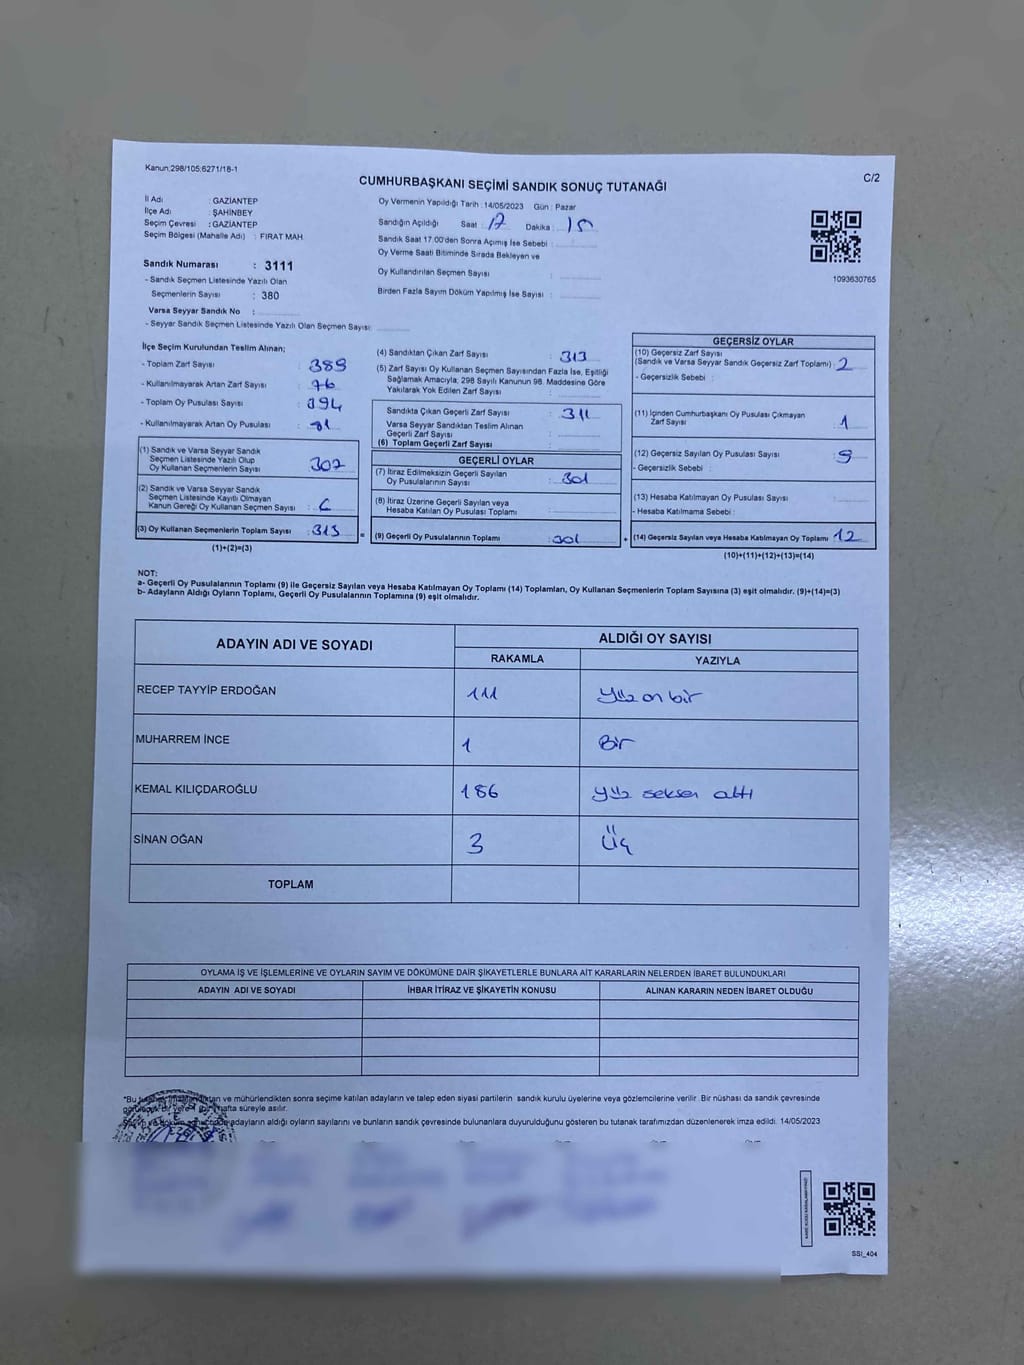 Kanun:298/105;6271/18-1
C/2
CUMHURBAŞKANI SEÇİMİ SANDIK SONUÇ TUTANAĞI
İl Adı : GAZİANTEP
İlçe Adı : ŞAHİNBEY
Seçim Çevresi : GAZİANTEP
Seçim Bölgesi (Mahalle Adı) : FIRAT MAH.
Sandık Numarası : 3111
- Sandık Seçmen Listesinde Yazılı Olan
Seçmenlerin Sayısı : 380
Varsa Seyyar Sandık No :
- Seyyar Sandık Seçmen Listesinde Yazılı Olan Seçmen Sayısı:
Oy Vermenin Yapıldığı Tarih : 14/05/2023 Gün : Pazar
Sandığın Açıldığı Saat : 17 Dakika : 15
Sandık Saat 17.00'den Sonra Açımış İse Sebebi :
Oy Verme Saati Bitiminde Sırada Bekleyen ve
Oy Kullandırılan Seçmen Sayısı :
Birden Fazla Sayım Döküm Yapılmış İse Sayısı :
1093630765
İlçe Seçim Kurulundan Teslim Alınan;
- Toplam Zarf Sayısı : 389
- Kullanılmayarak Artan Zarf Sayısı : 76
- Toplam Oy Pusulası Sayısı : 394
- Kullanılmayarak Artan Oy Pusulası : 81
(1) Sandık ve Varsa Seyyar Sandık
Seçmen Listesinde Yazılı Olup
Oy Kullanan Seçmenlerin Sayısı : 307
(2) Sandık ve Varsa Seyyar Sandık
Seçmen Listesinde Kayıtlı Olmayan
Kanun Gereği Oy Kullanan Seçmen Sayısı : 6
(3) Oy Kullanan Seçmenlerin Toplam Sayısı : 313
(1)+(2)=(3)
(4) Sandıktan Çıkan Zarf Sayısı : 313
(5) Zarf Sayısı Oy Kullanan Seçmen Sayısından Fazla İse, Eşitliği
Sağlamak Amacıyla; 298 Sayılı Kanunun 98. Maddesine Göre
Yakılarak Yok Edilen Zarf Sayısı :
Sandıkta Çıkan Geçerli Zarf Sayısı : 311
Varsa Seyyar Sandıktan Teslim Alınan
Geçerli Zarf Sayısı :
(6) Toplam Geçerli Zarf Sayısı :
GEÇERLİ OYLAR
(7) İtiraz Edilmeksizin Geçerli Sayılan
Oy Pusulalarının Sayısı : 301
(8) İtiraz Üzerine Geçerli Sayılan veya
Hesaba Katılan Oy Pusulası Toplamı :
= (9) Geçerli Oy Pusulalarının Toplamı : 301 +
GEÇERSİZ OYLAR
(10) Geçersiz Zarf Sayısı
(Sandık ve Varsa Seyyar Sandık Geçersiz Zarf Toplamı) : 2
- Geçersizlik Sebebi :
(11) İçinden Cumhurbaşkanı Oy Pusulası Çıkmayan
Zarf Sayısı : 1
(12) Geçersiz Sayılan Oy Pusulası Sayısı : 9
- Geçersizlik Sebebi :
(13) Hesaba Katılmayan Oy Pusulası Sayısı :
- Hesaba Katılmama Sebebi :
(14) Geçersiz Sayılan veya Hesaba Katılmayan Oy Toplamı : 12
(10)+(11)+(12)+(13)=(14)
NOT:
a- Geçerli Oy Pusulalarının Toplamı (9) ile Geçersiz Sayılan veya Hesaba Katılmayan Oy Toplamı (14) Toplamları, Oy Kullanan Seçmenlerin Toplam Sayısına (3) eşit olmalıdır. (9)+(14)=(3)
b- Adayların Aldığı Oyların Toplamı, Geçerli Oy Pusulalarının Toplamına (9) eşit olmalıdır.
ADAYIN ADI VE SOYADI ALDIĞI OY SAYISI
RAKAMLA YAZIYLA
RECEP TAYYİP ERDOĞAN 111 Yüz on bir
MUHARREM İNCE 1 Bir
KEMAL KILIÇDAROĞLU 186 Yüz seksen altı
SİNAN OĞAN 3 Üç
TOPLAM
OYLAMA İŞ VE İŞLEMLERİNE VE OYLARIN SAYIM VE DÖKÜMÜNE DAİR ŞİKAYETLERLE BUNLARA AİT KARARLARIN NELERDEN İBARET BULUNDUKLARI
ADAYIN ADI VE SOYADI İHBAR İTİRAZ VE ŞİKAYETİN KONUSU ALINAN KARARIN NEDEN İBARET OLDUĞU
*Bu ve mühürlendikten sonra seçime katılan adayların ve talep eden siyasi partilerin sandık kurulu üyelerine veya gözlemcilerine verilir. Bir nüshası da sandık çevresinde
hafta süreyle asılır.
adayların aldığı oyların sayılarını ve bunların sandık çevresinde bulunanlara duyurulduğunu gösteren bu tutanak tarafımızdan düzenlenerek imza edildi. 14/05/2023
SSI_404